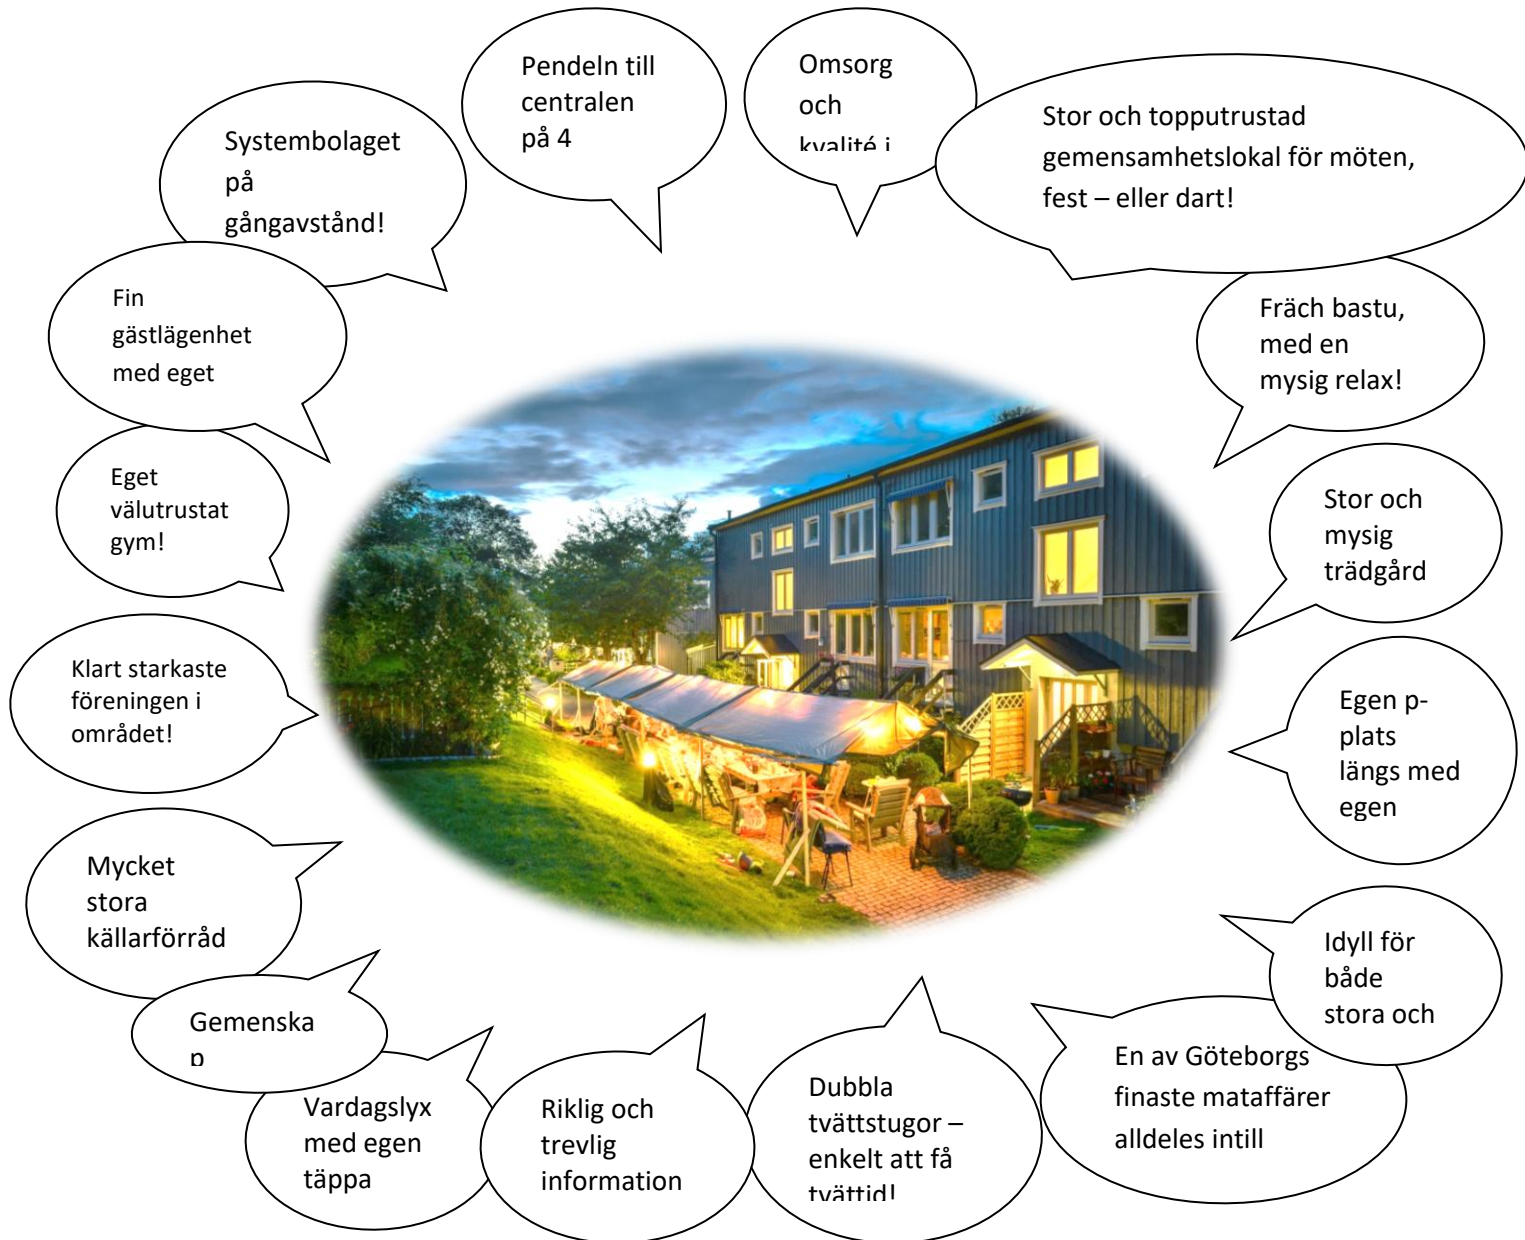 Pendeln till
centralen
på 4
Omsorg
och
kvalité i
Stor och topputrustad
gemensamhetslokal för möten,
fest – eller dart!
Systembolaget
på
gångavstånd!
Fin
gästlägenhet
med eget
Fräch bastu,
med en
mysig relax!
Eget
välutrustat
gym!
Stor och
mysig
trädgård
Klart starkaste
föreningen i
området!
Egen p-
plats
längs med
egen
Mycket
stora
källarförråd
Idyll för
både
stora och
Gemenska
p
En av Göteborgs
finaste mataffärer
alldeles intill
Vardagslyx
med egen
täppa
Riklig och
trevlig
information
Dubbla
tvättstugor –
enkelt att få
tvättid!